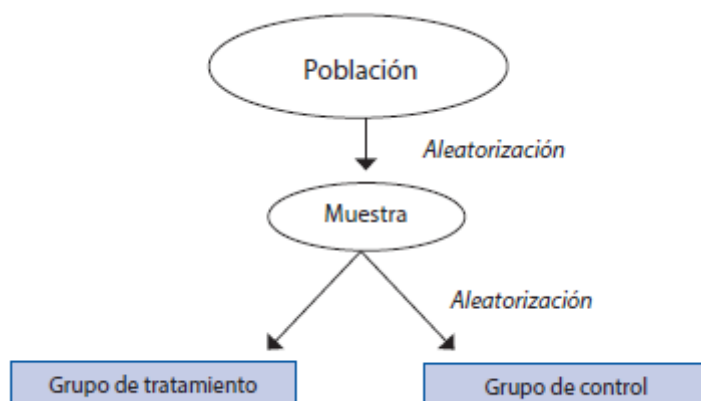 Población
Aleatorización
Muestra
Aleatorización
Grupo de tratamiento
Grupo de control